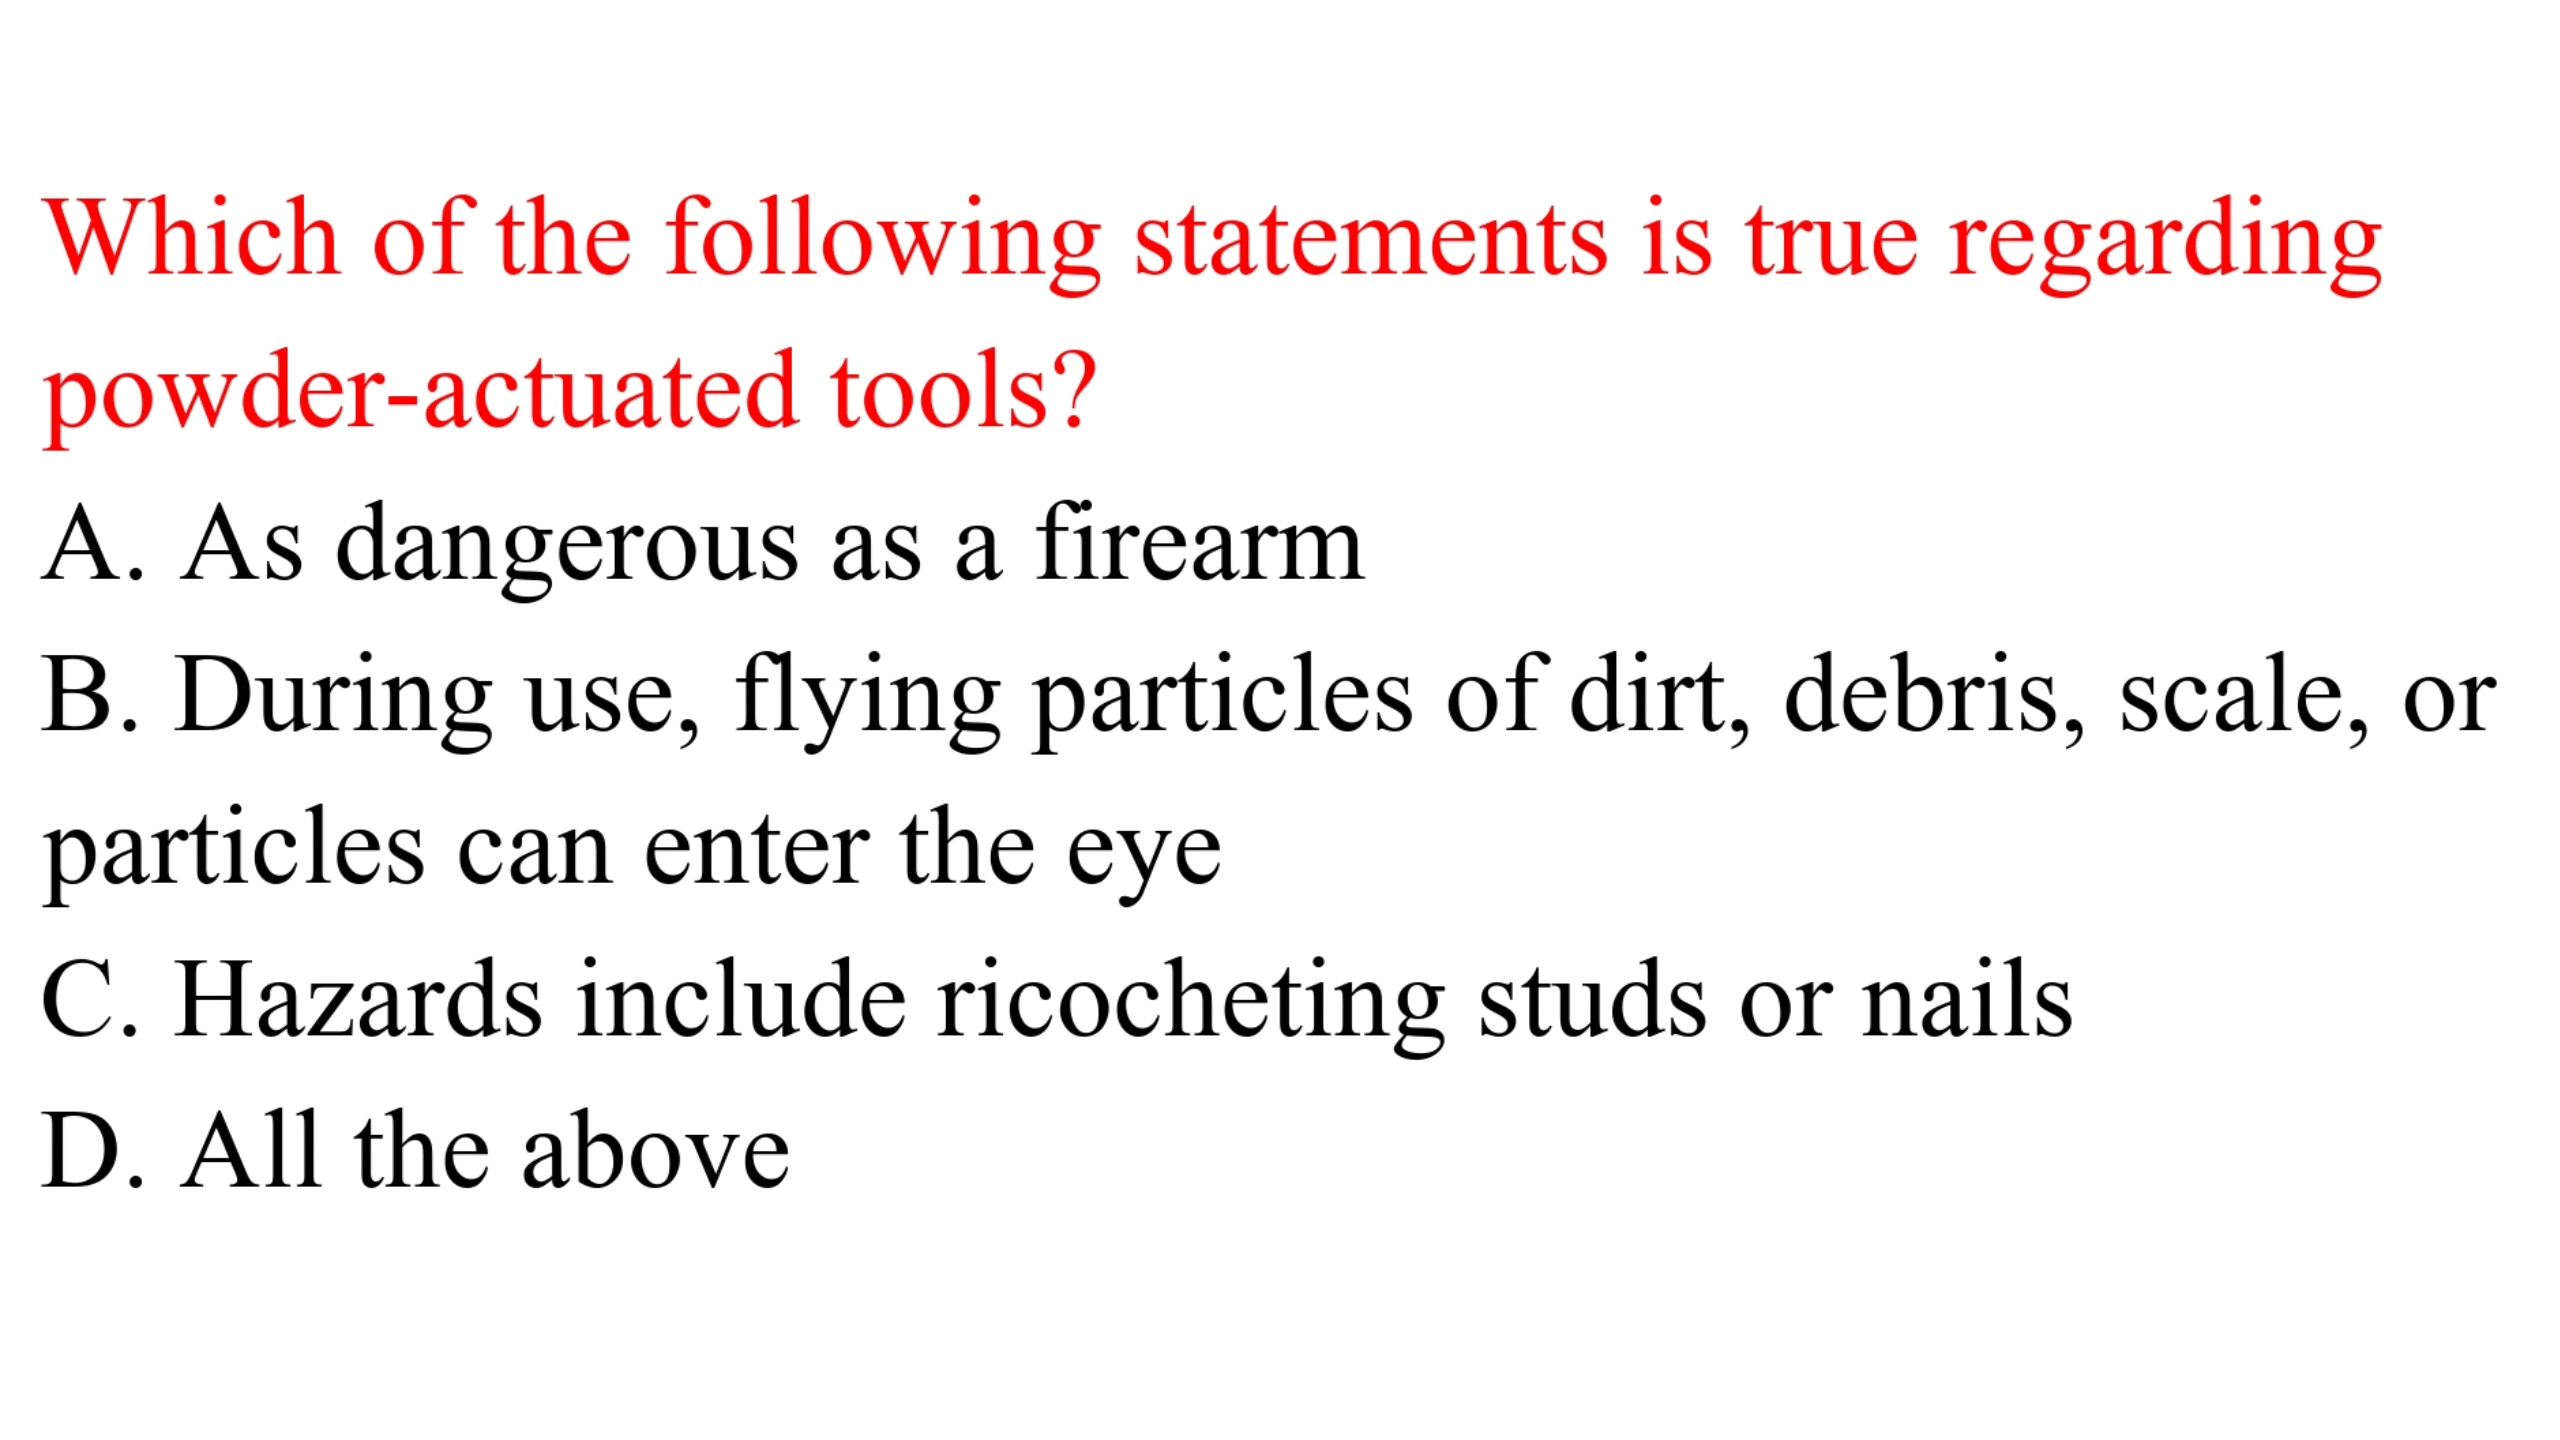 Which of the following statements is true regarding
powder-actuated tools?
A. As dangerous as a firearm
B. During use, flying particles of dirt, debris, scale, or
particles can enter the eye
C. Hazards include ricocheting studs or nails
D. All the above